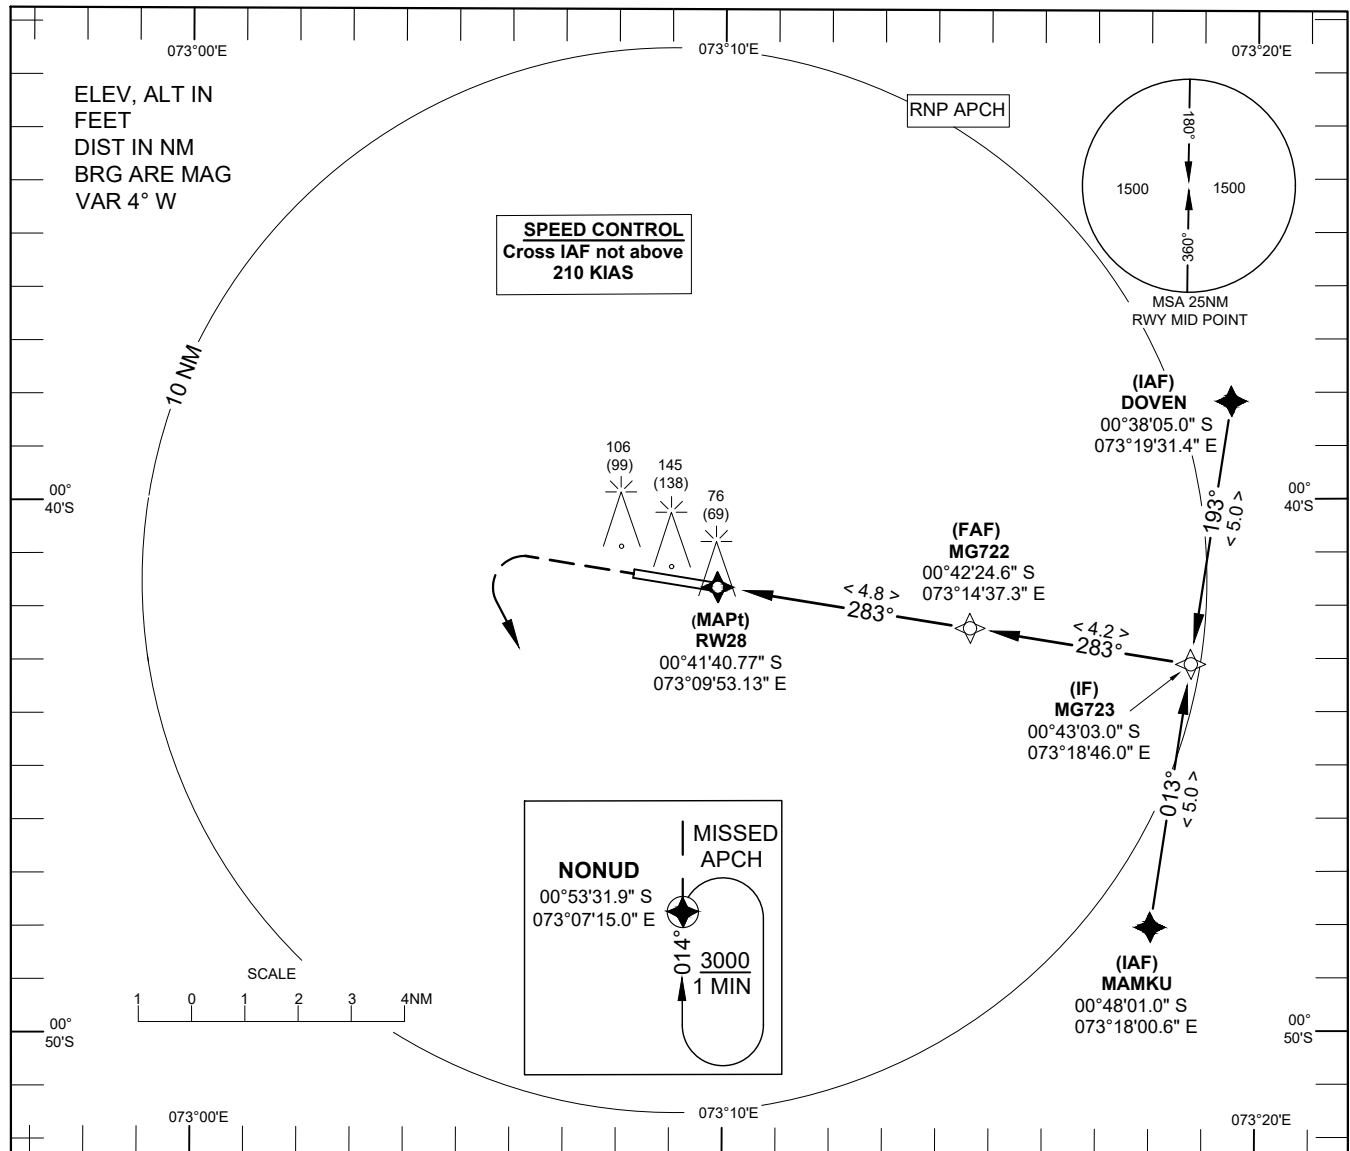 073°00'E
073°10'E
073°20'E
ELEV, ALT IN
FEET
DIST IN NM
BRG ARE MAG
VAR 4° W
RNP APCH
SPEED CONTROL
Cross IAF not above
210 KIAS
180°
1500
1500
360°
MSA 25NM
RWY MID POINT
10 NM
(IAF)
DOVEN
00°38'05.0" S
073°19'31.4" E
106
(99)
145
(138)
76
(69)
00°
40'S
00°
40'S
193°
< 5.0 >
(FAF)
MG722
00°42'24.6" S
073°14'37.3" E
< 4.8 >
283°
< 4.2 >
283°
(MAPt)
RW28
00°41'40.77" S
073°09'53.13" E
(IF)
MG723
00°43'03.0" S
073°18'46.0" E
013°
< 5.0 >
MISSED
APCH
NONUD
00°53'31.9" S
073°07'15.0" E
014°
3000
1 MIN
(IAF)
MAMKU
00°48'01.0" S
073°18'00.6" E
SCALE
1 0 1 2 3 4NM
00°
50'S
00°
50'S
073°00'E
073°10'E
073°20'E